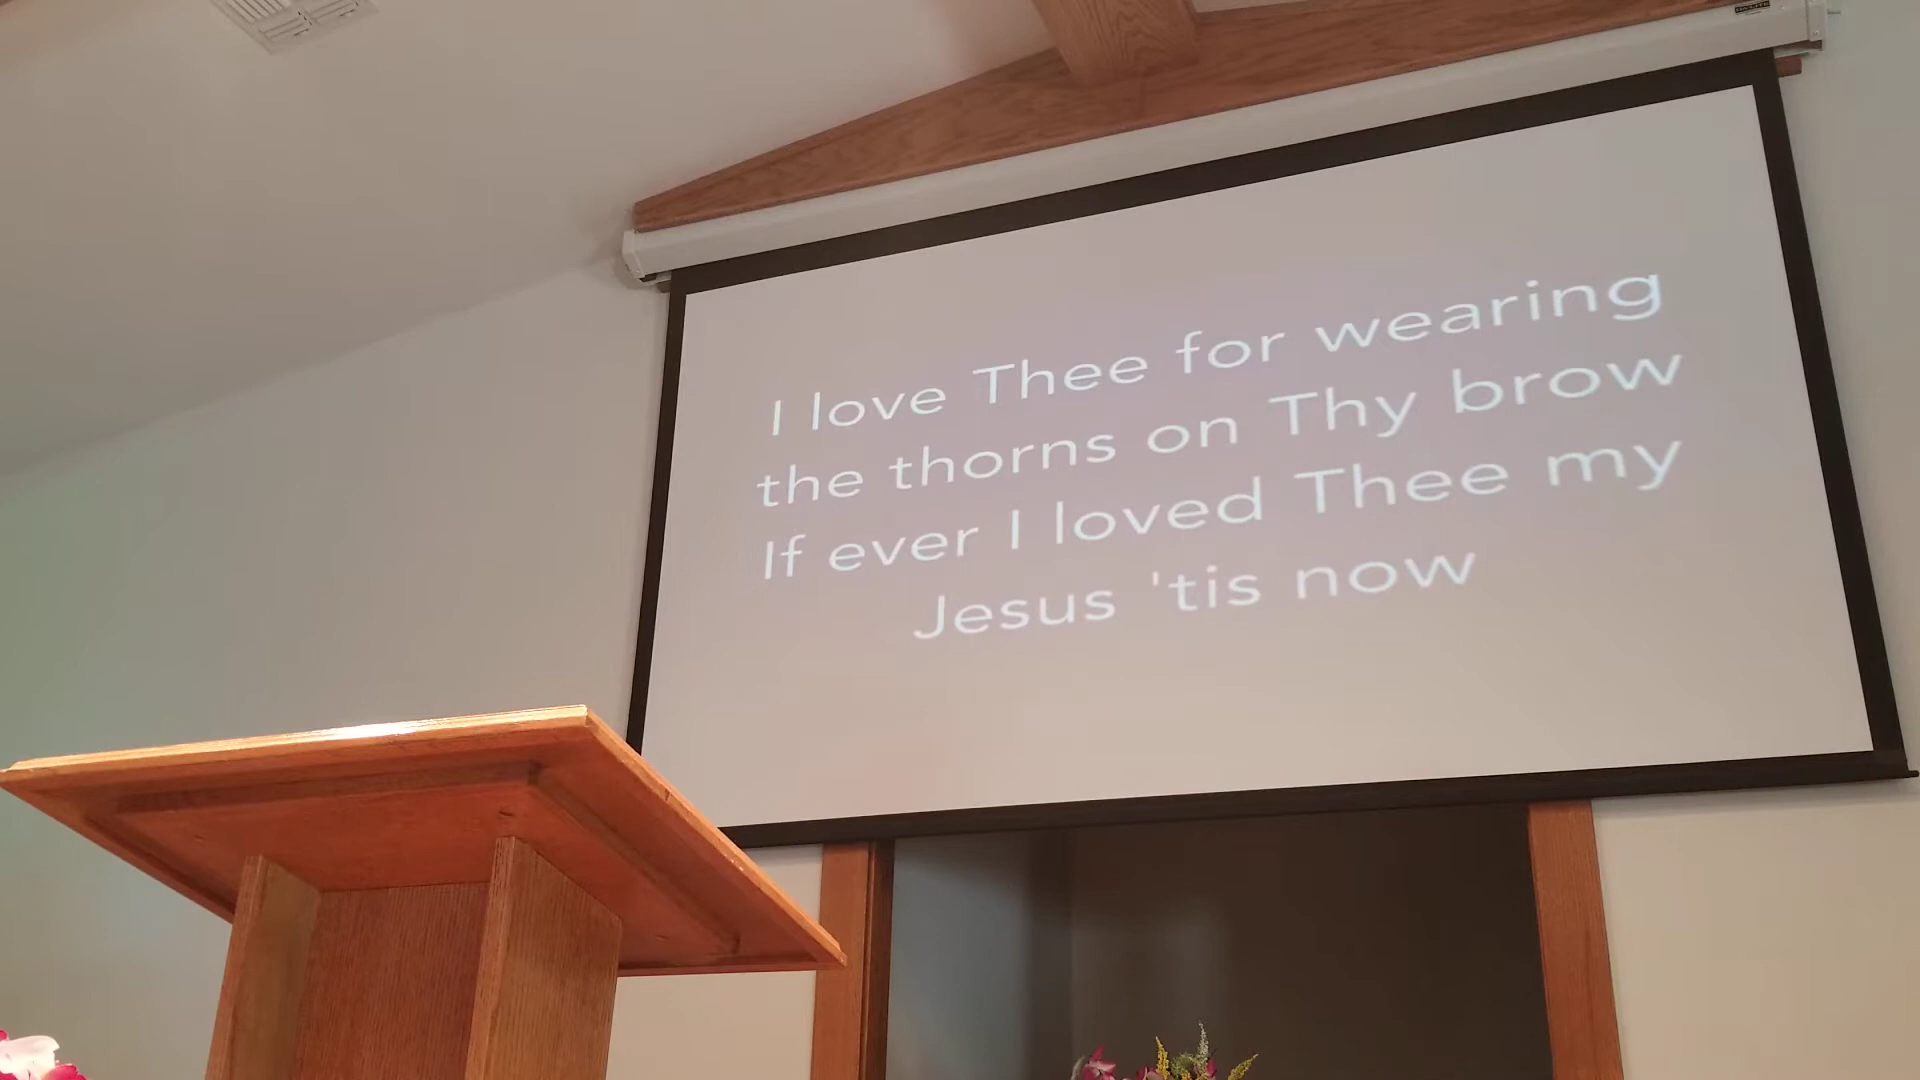 I love Thee for wearing
the thorns on Thy brow
If ever I loved Thee my
Jesus 'tis now